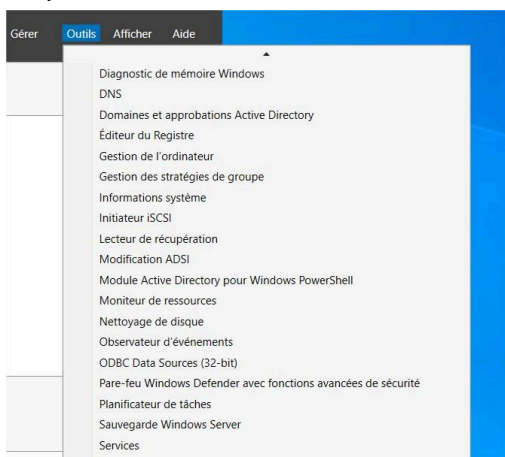 Gérer Outils Afficher Aide
Diagnostic de mémoire Windows
DNS
Domaines et approbations Active Directory
Éditeur du Registre
Gestion de l'ordinateur
Gestion des stratégies de groupe
Informations système
Initiateur iSCSI
Lecteur de récupération
Modification ADSI
Module Active Directory pour Windows PowerShell
Moniteur de ressources
Nettoyage de disque
Observateur d'événements
ODBC Data Sources (32-bit)
Pare-feu Windows Defender avec fonctions avancées de sécurité
Planificateur de tâches
Sauvegarde Windows Server
Services